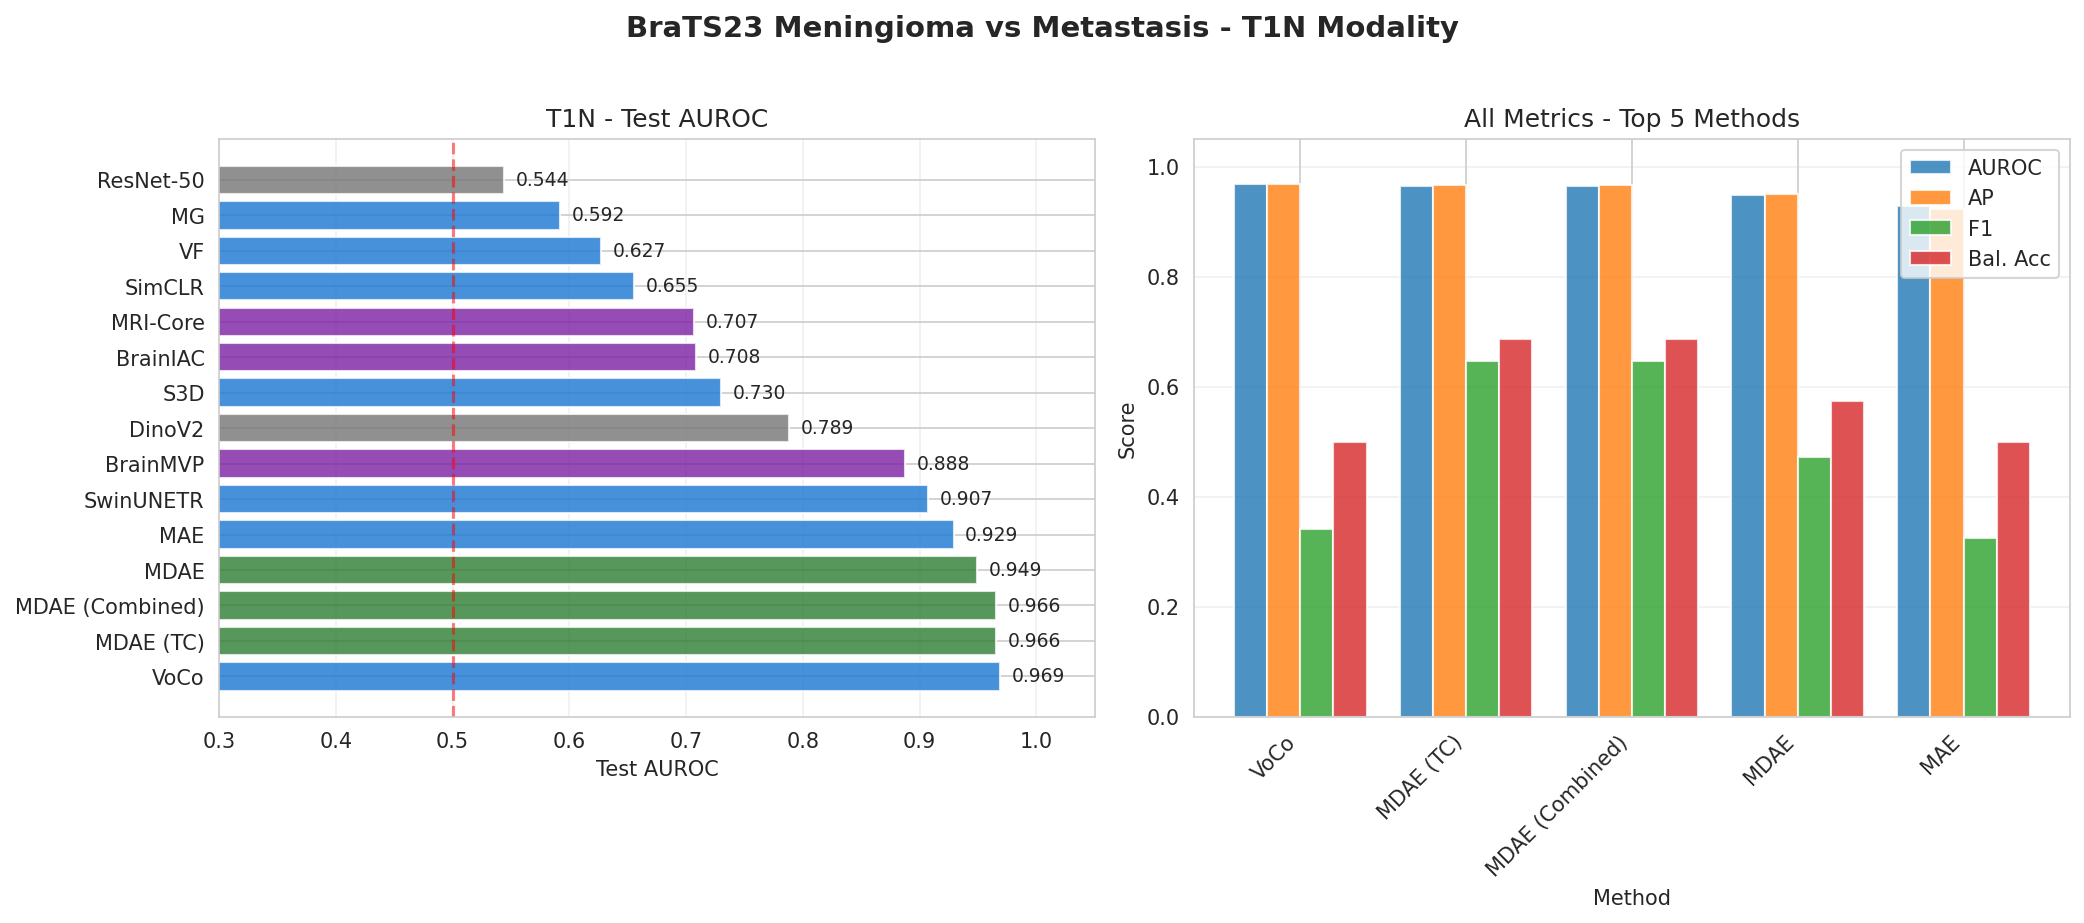 BraTS23 Meningioma vs Metastasis - T1N Modality
T1N - Test AUROC
ResNet-50
0.544
MG
0.592
VF
0.627
SimCLR
0.655
MRI-Core
0.707
BrainIAC
0.708
S3D
0.730
DinoV2
0.789
BrainMVP
0.888
SwinUNETR
0.907
MAE
0.929
MDAE
0.949
MDAE (Combined)
0.966
MDAE (TC)
0.966
VoCo
0.969
0.3 0.4 0.5 0.6 0.7 0.8 0.9 1.0
Test AUROC
All Metrics - Top 5 Methods
AUROC
AP
F1
Bal. Acc
Score
1.0
0.8
0.6
0.4
0.2
0.0
VoCo
MDAE (TC)
MDAE (Combined)
MDAE
MAE
Method